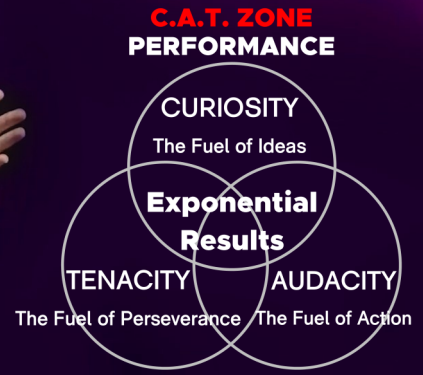 C.A.T. ZONE
PERFORMANCE
CURIOSITY
The Fuel of Ideas
Exponential
Results
TENACITY
AUDACITY
The Fuel of Perseverance
The Fuel of Action